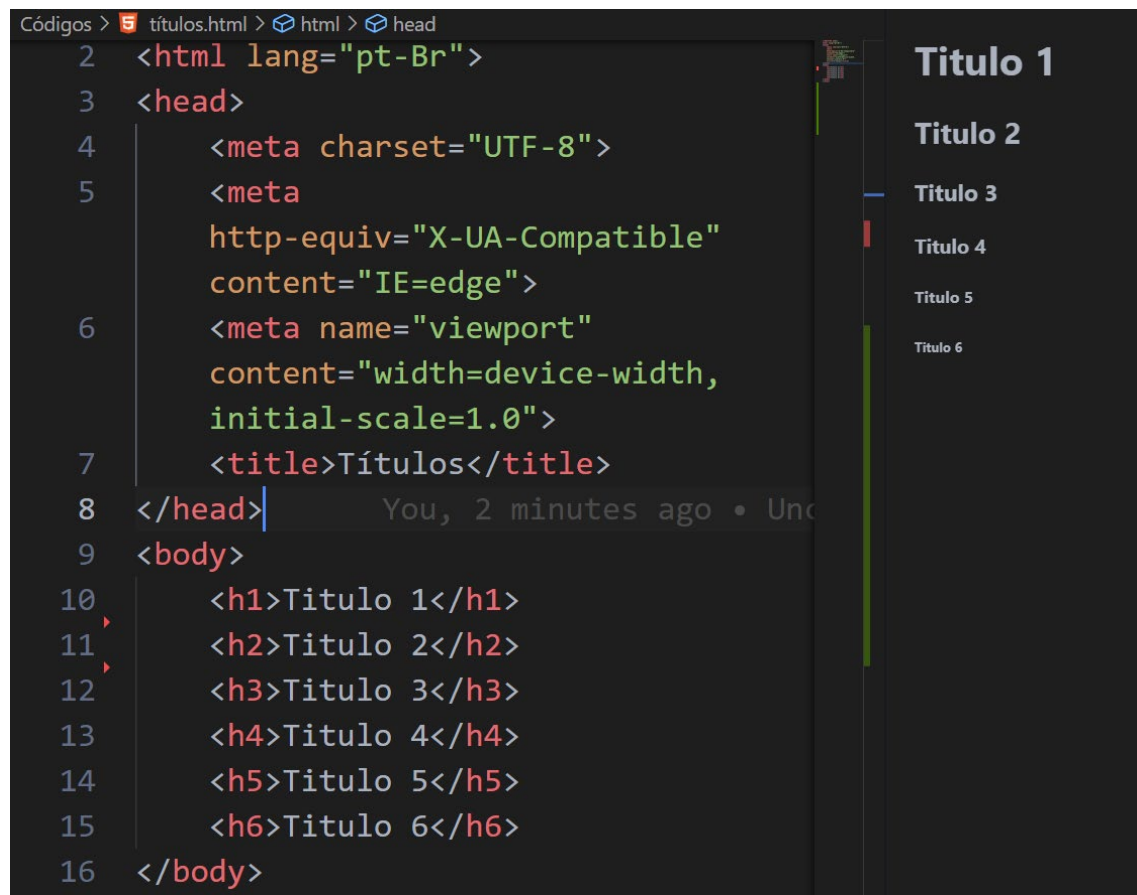 Códigos > títulos.html > html > head
2 <html lang="pt-Br">
3 <head>
4 <meta charset="UTF-8">
5 <meta
http-equiv="X-UA-Compatible"
content="IE=edge">
6 <meta name="viewport"
content="width=device-width,
initial-scale=1.0">
7 <title>Títulos</title>
8 </head> You, 2 minutes ago • Unc
9 <body>
10 <h1>Titulo 1</h1>
11 <h2>Titulo 2</h2>
12 <h3>Titulo 3</h3>
13 <h4>Titulo 4</h4>
14 <h5>Titulo 5</h5>
15 <h6>Titulo 6</h6>
16 </body>
Titulo 1
Titulo 2
Titulo 3
Titulo 4
Titulo 5
Titulo 6